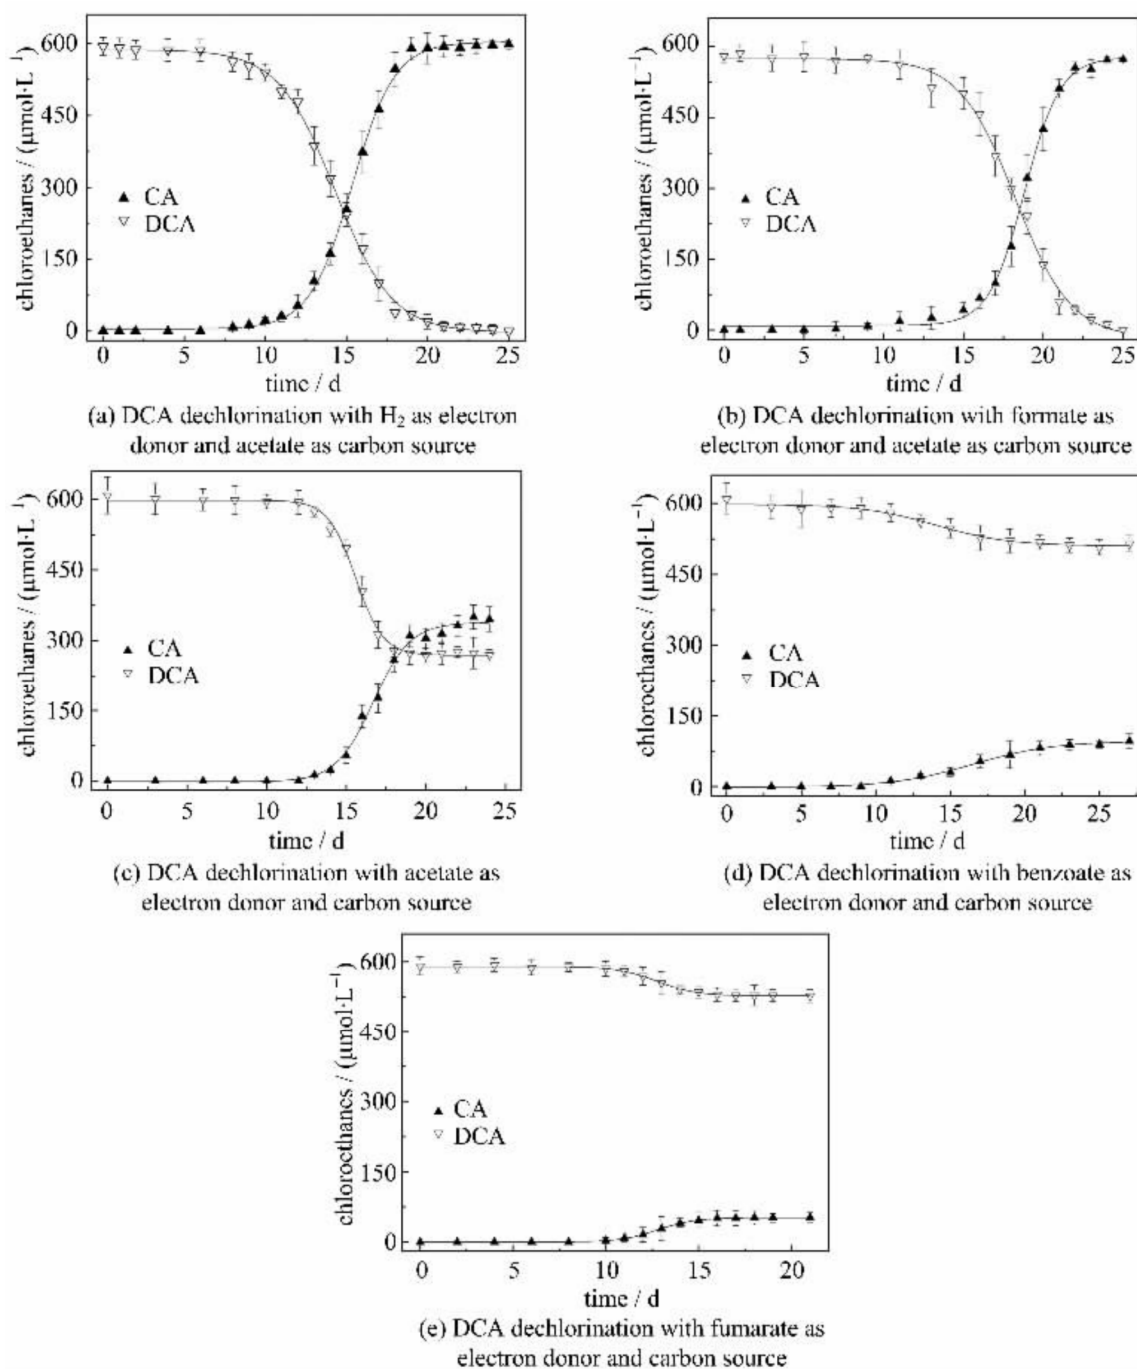 600
450
300
150
0
chloroethanes / (μmol·L⁻¹)
CA
DCA
0 5 10 15 20 25
time / d
(a) DCA dechlorination with H₂ as electron
donor and acetate as carbon source
600
450
300
150
0
chloroethanes / (μmol·L⁻¹)
CA
DCA
0 5 10 15 20 25
time / d
(b) DCA dechlorination with formate as
electron donor and acetate as carbon source
600
450
300
150
0
chloroethanes / (μmol·L⁻¹)
CA
DCA
0 5 10 15 20 25
time / d
(c) DCA dechlorination with acetate as
electron donor and carbon source
600
450
300
150
0
chloroethanes / (μmol·L⁻¹)
CA
DCA
0 5 10 15 20 25
time / d
(d) DCA dechlorination with benzoate as
electron donor and carbon source
600
450
300
150
0
chloroethanes / (μmol·L⁻¹)
CA
DCA
0 5 10 15 20
time / d
(e) DCA dechlorination with fumarate as
electron donor and carbon source